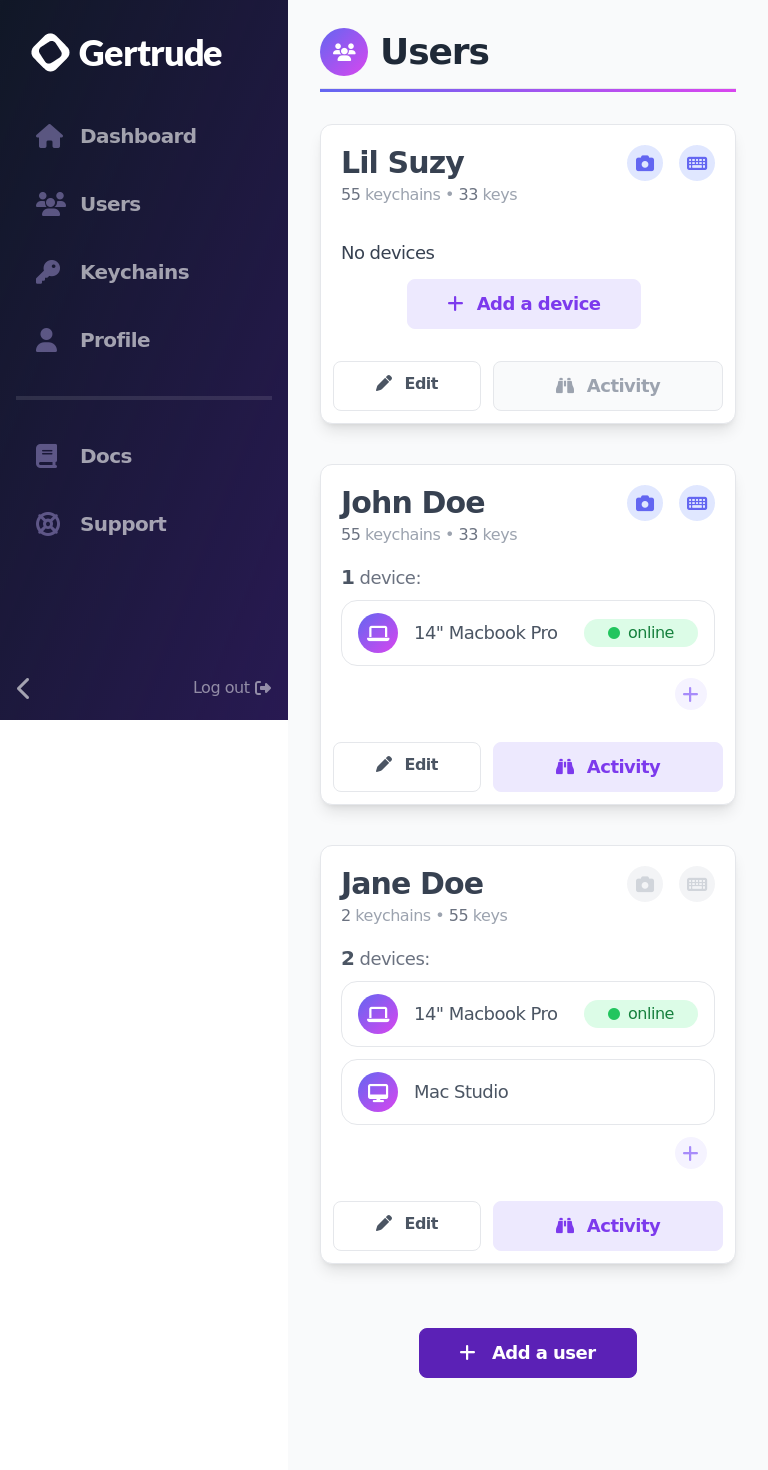 Gertrude
Dashboard
Users
Keychains
Profile
Docs
Support
Log out
Users
Lil Suzy
55 keychains • 33 keys
No devices
Add a device
Edit
Activity
John Doe
55 keychains • 33 keys
1 device:
14" Macbook Pro
online
Edit
Activity
Jane Doe
2 keychains • 55 keys
2 devices:
14" Macbook Pro
online
Mac Studio
Edit
Activity
Add a user